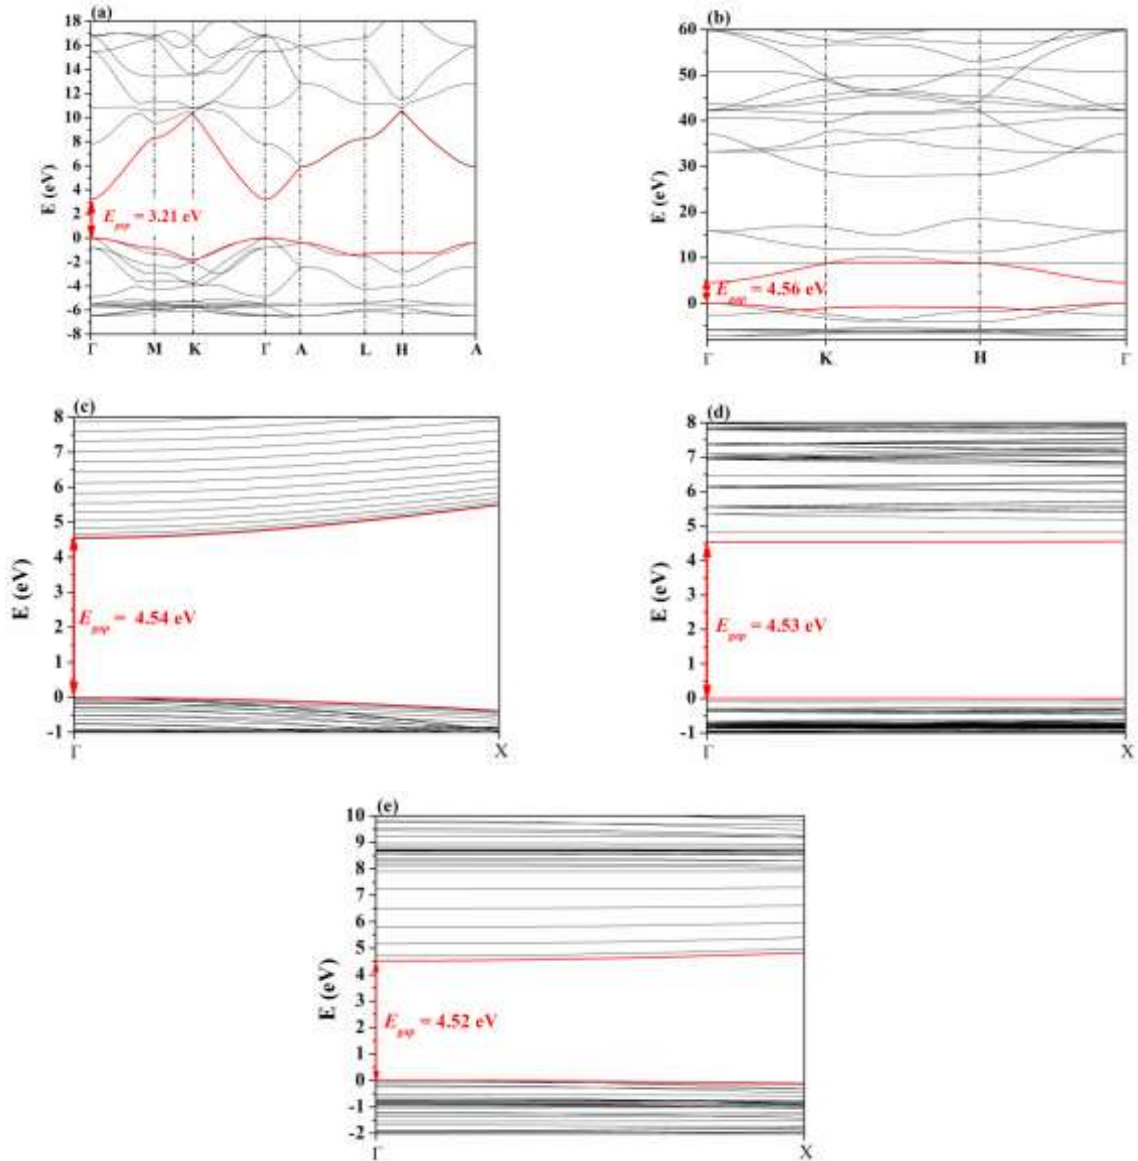 (a)
18
16
14
12
10
8
6
4
2
0
-2
-4
-6
-8
E (eV)
E_gap = 3.21 eV
Γ M K Γ A L H A
(b)
60
50
40
30
20
10
0
E (eV)
E_gap = 4.56 eV
Γ K H Γ
(c)
8
7
6
5
4
3
2
1
0
-1
E (eV)
E_gap = 4.54 eV
Γ X
(d)
8
7
6
5
4
3
2
1
0
-1
E (eV)
E_gap = 4.53 eV
Γ X
(e)
10
9
8
7
6
5
4
3
2
1
0
-1
-2
E (eV)
E_gap = 4.52 eV
Γ X